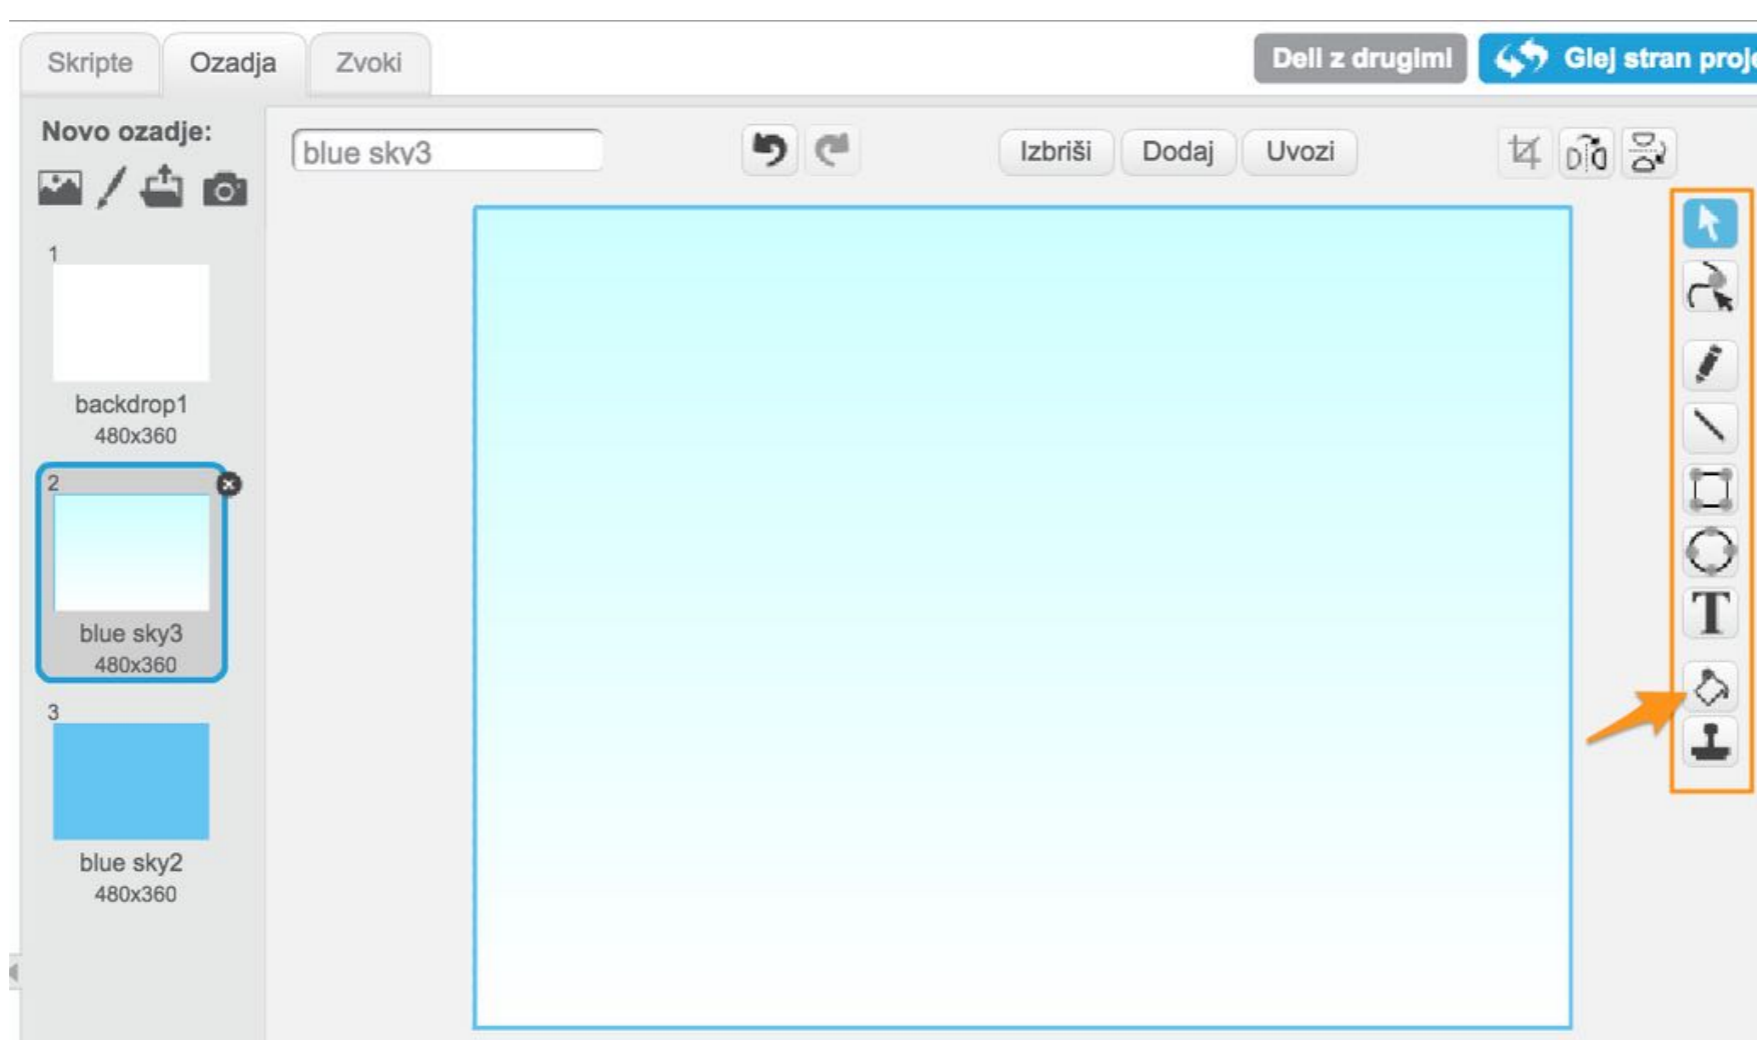 Skripte Ozadja Zvoki Deli z drugimi Glej stran proje
Novo ozadje:
blue sky3 Izbriši Dodaj Uvozi
1
backdrop1
480x360
2
blue sky3
480x360
T
3
blue sky2
480x360